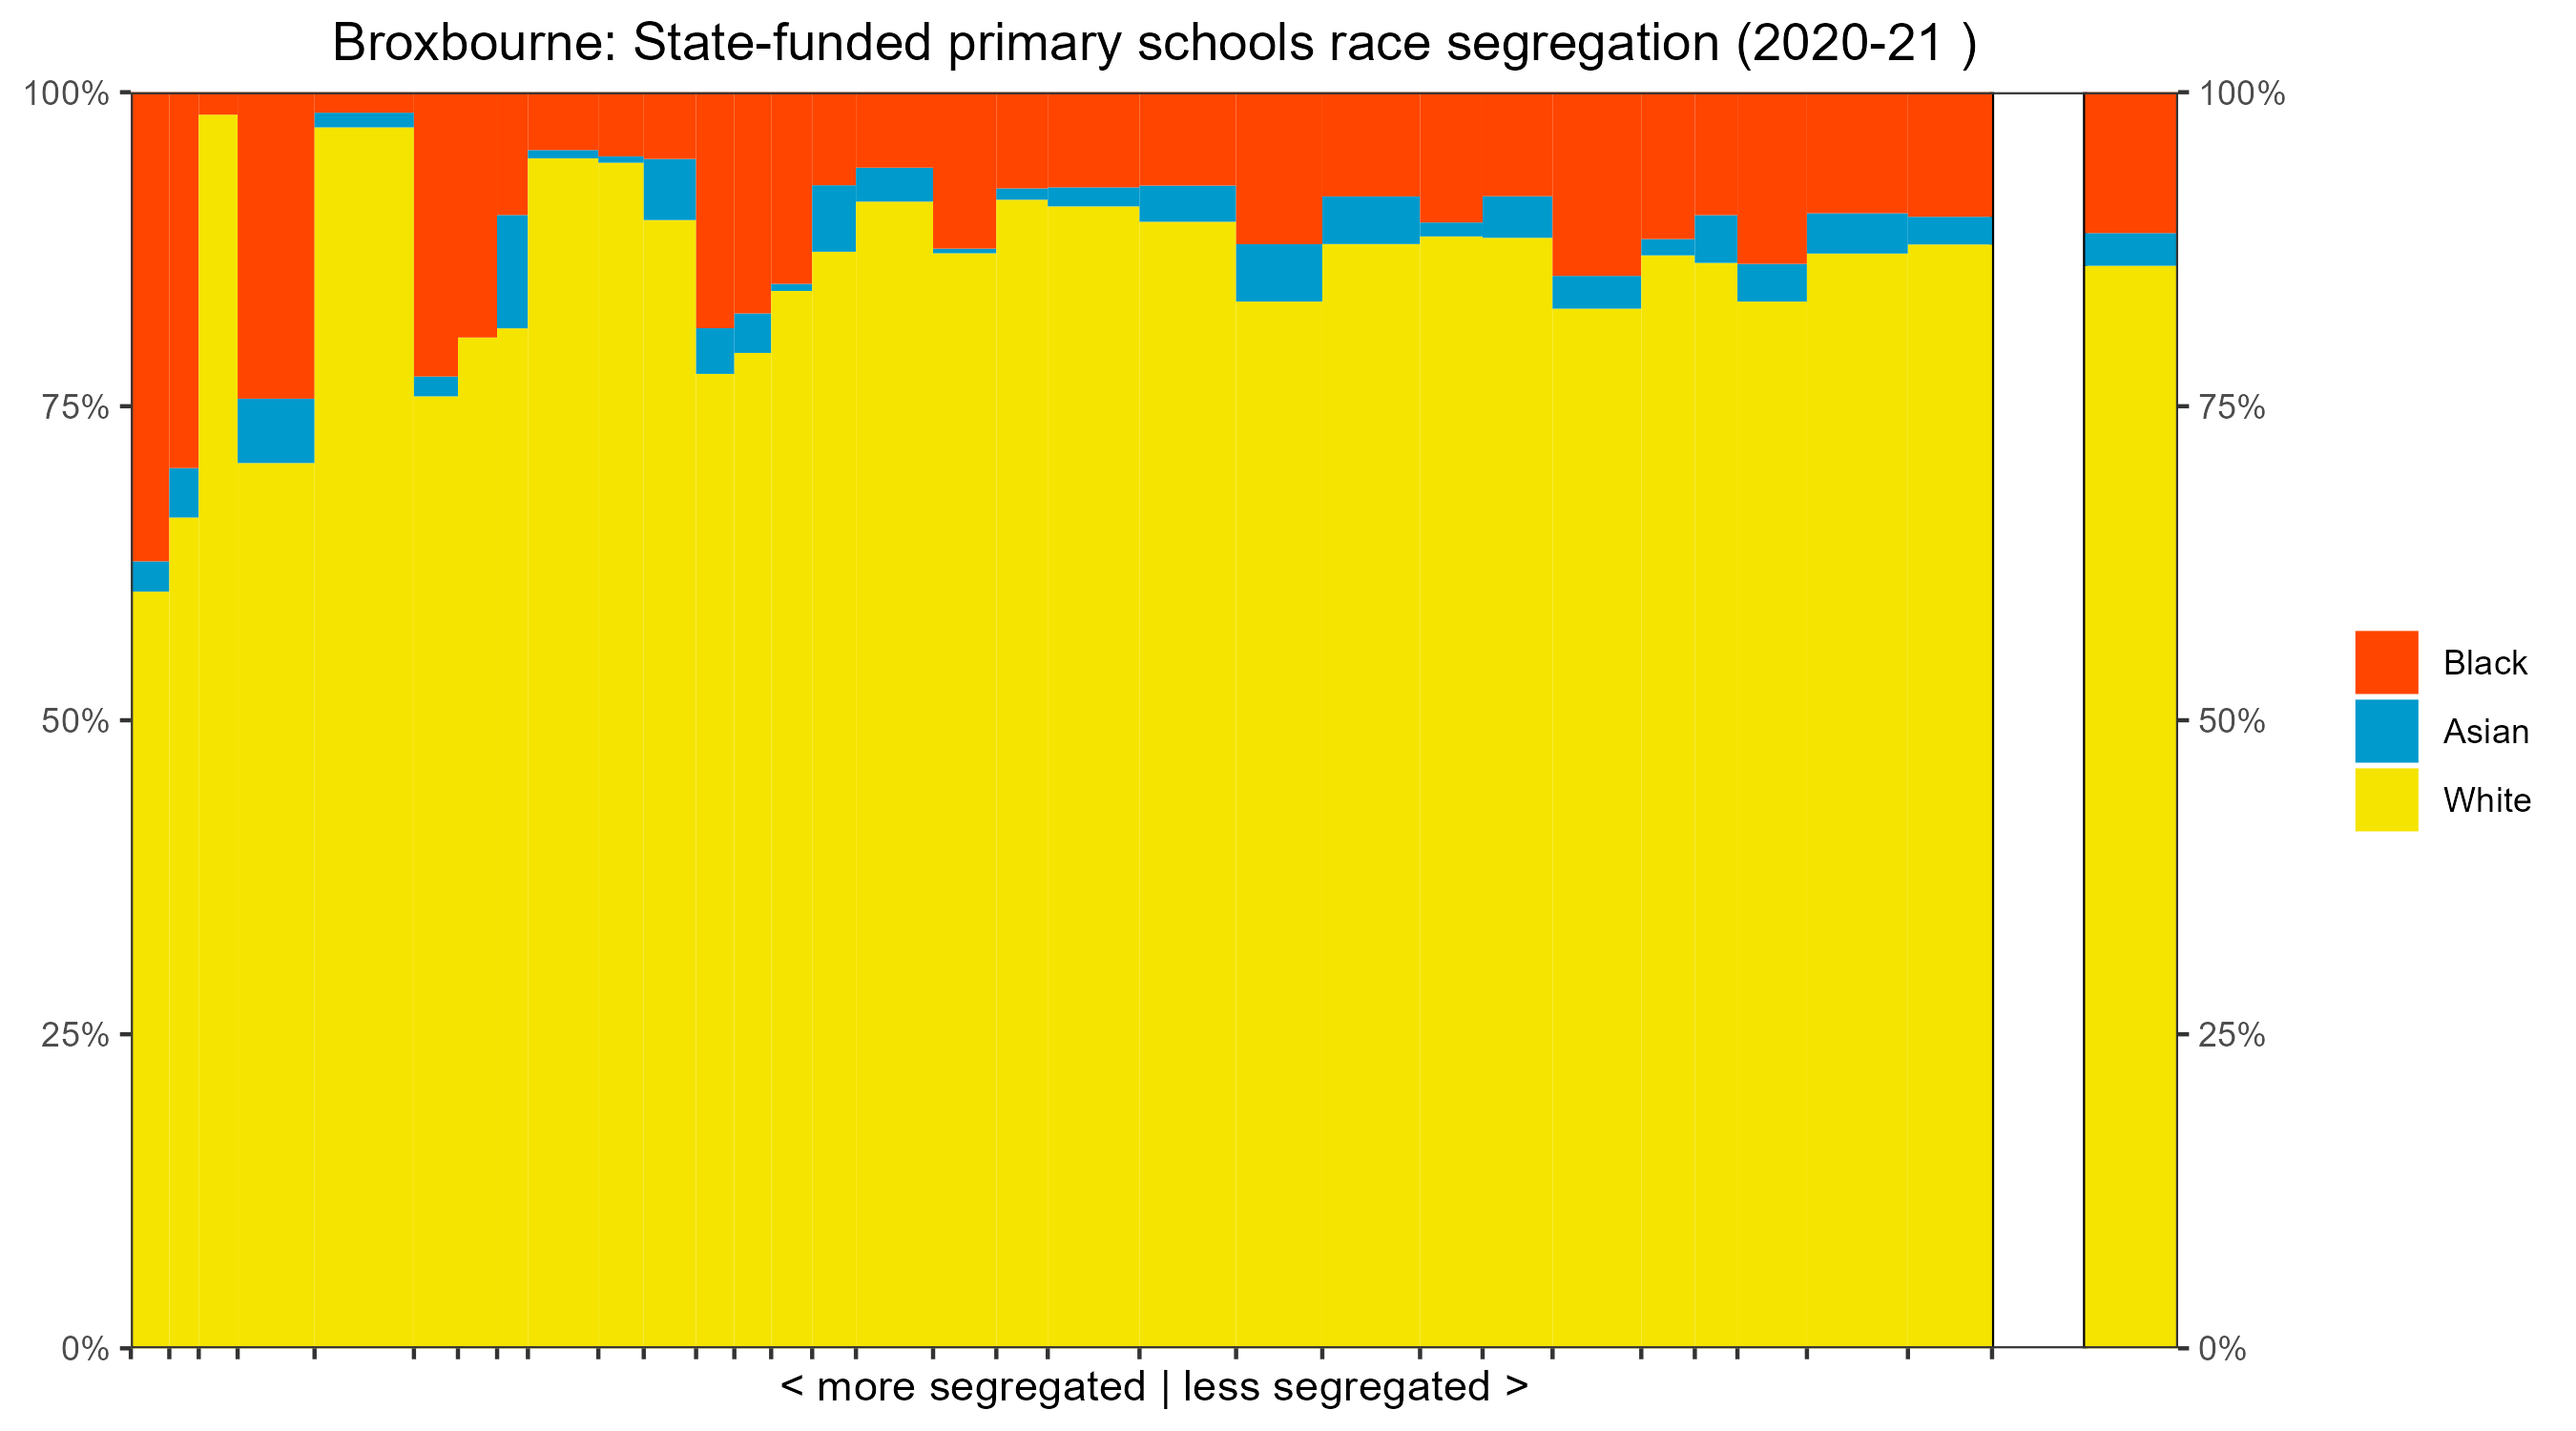 Broxbourne: State-funded primary schools race segregation (2020-21 )
100%
75%
50%
25%
0%
100%
75%
50%
25%
0%
< more segregated | less segregated >
Black
Asian
White